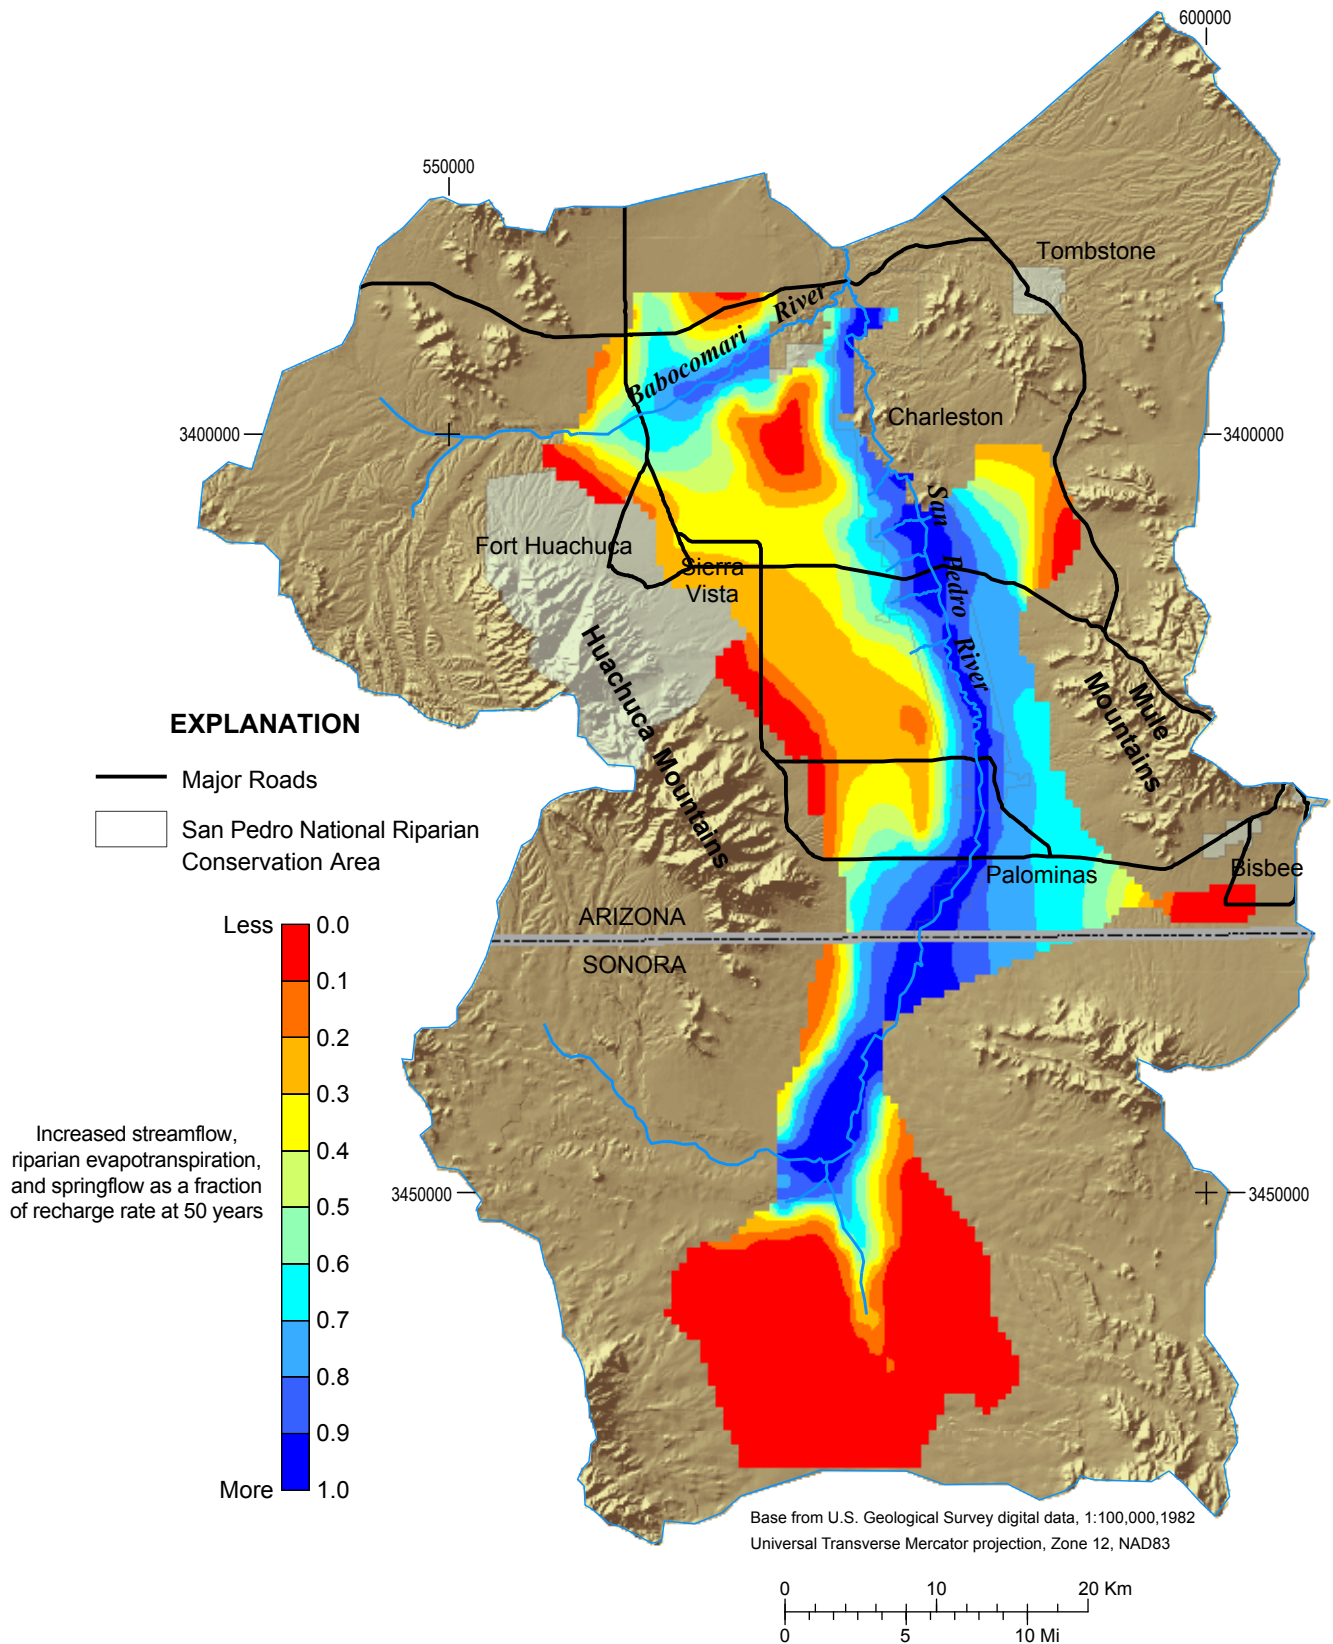 600000
550000
Tombstone
Babocomari River
Charleston
3400000
3400000
San Pedro River
Fort Huachuca
Sierra
Vista
Huachuca Mountains
Mule
Mountains
EXPLANATION
Major Roads
San Pedro National Riparian
Conservation Area
Palominas
Bisbee
ARIZONA
SONORA
Less
0.0
0.1
0.2
0.3
0.4
0.5
0.6
0.7
0.8
0.9
More
1.0
Increased streamflow,
riparian evapotranspiration,
and springflow as a fraction
of recharge rate at 50 years
3450000
3450000
Base from U.S. Geological Survey digital data, 1:100,000,1982
Universal Transverse Mercator projection, Zone 12, NAD83
0 10 20 Km
0 5 10 Mi